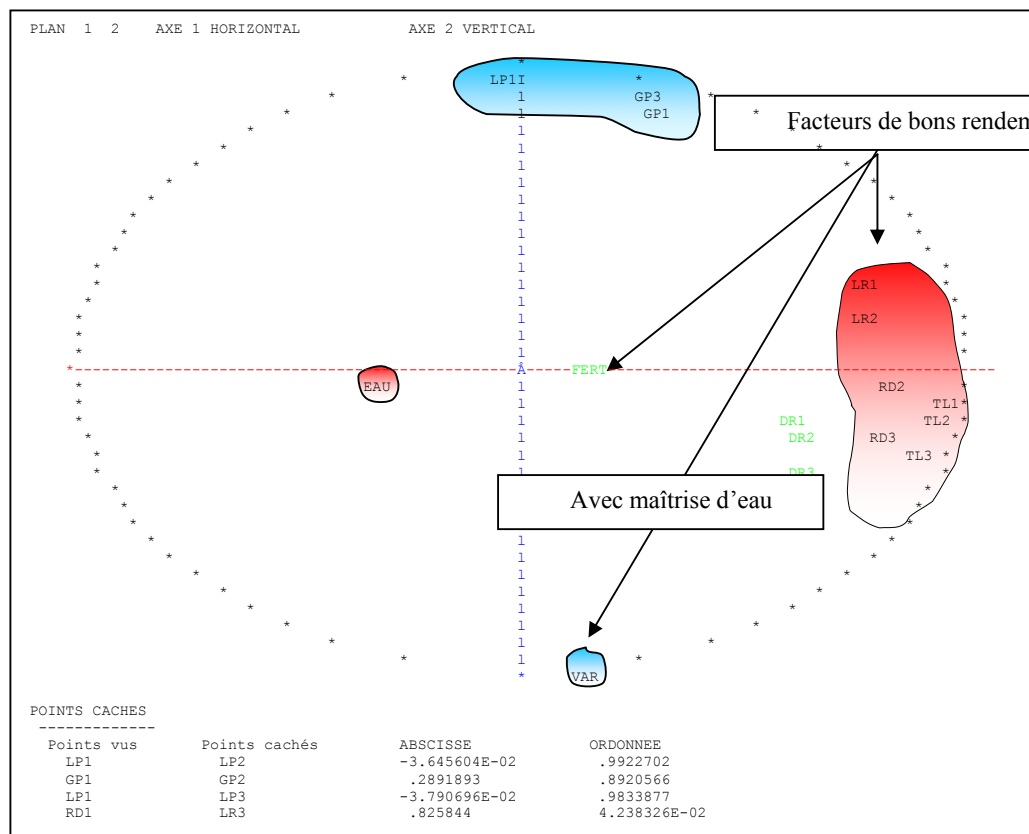 PLAN 1 2 AXE 1 HORIZONTAL AXE 2 VERTICAL
LP1I
GP3
GP1
Facteurs de bons rendem
LR1
LR2
FERT
EAU
RD2
TL1
DR1
TL2
DR2
RD3
TL3
DR3
Avec maîtrise d’eau
VAR
POINTS CACHES
-------------
Points vus Points cachés ABSCISSE ORDONNEE
LP1 LP2 -3.645604E-02 .9922702
GP1 GP2 .2891893 .8920566
LP1 LP3 -3.790696E-02 .9833877
RD1 LR3 .825844 4.238326E-02